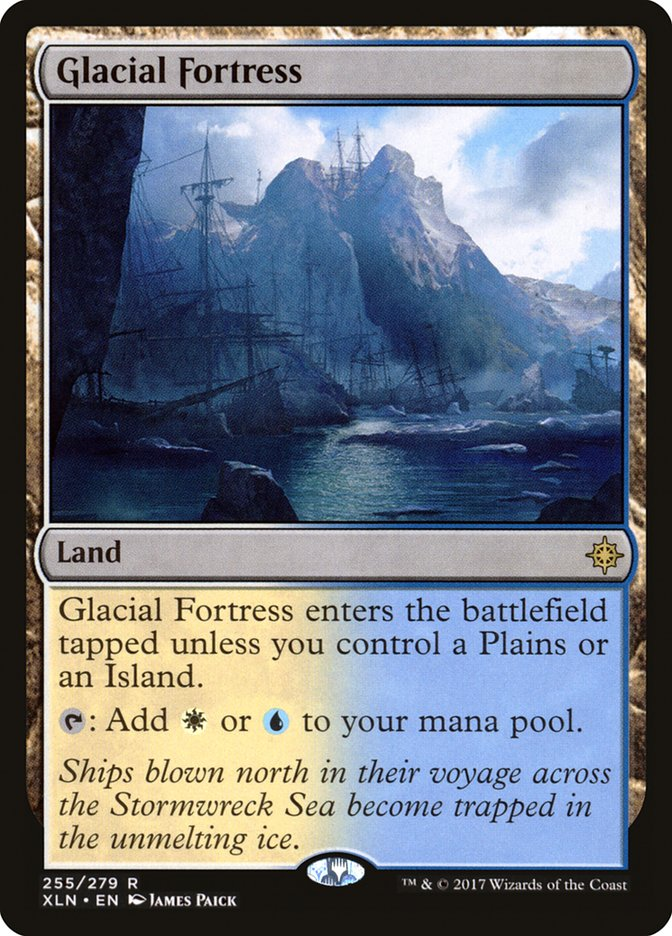 Glacial Fortress
Land
Glacial Fortress enters the battlefield
tapped unless you control a Plains or
an Island.
: Add or to your mana pool.
Ships blown north in their voyage across
the Stormwreck Sea become trapped in
the unmelting ice.
255/279 R
XLN • EN James Paick
™ & © 2017 Wizards of the Coast